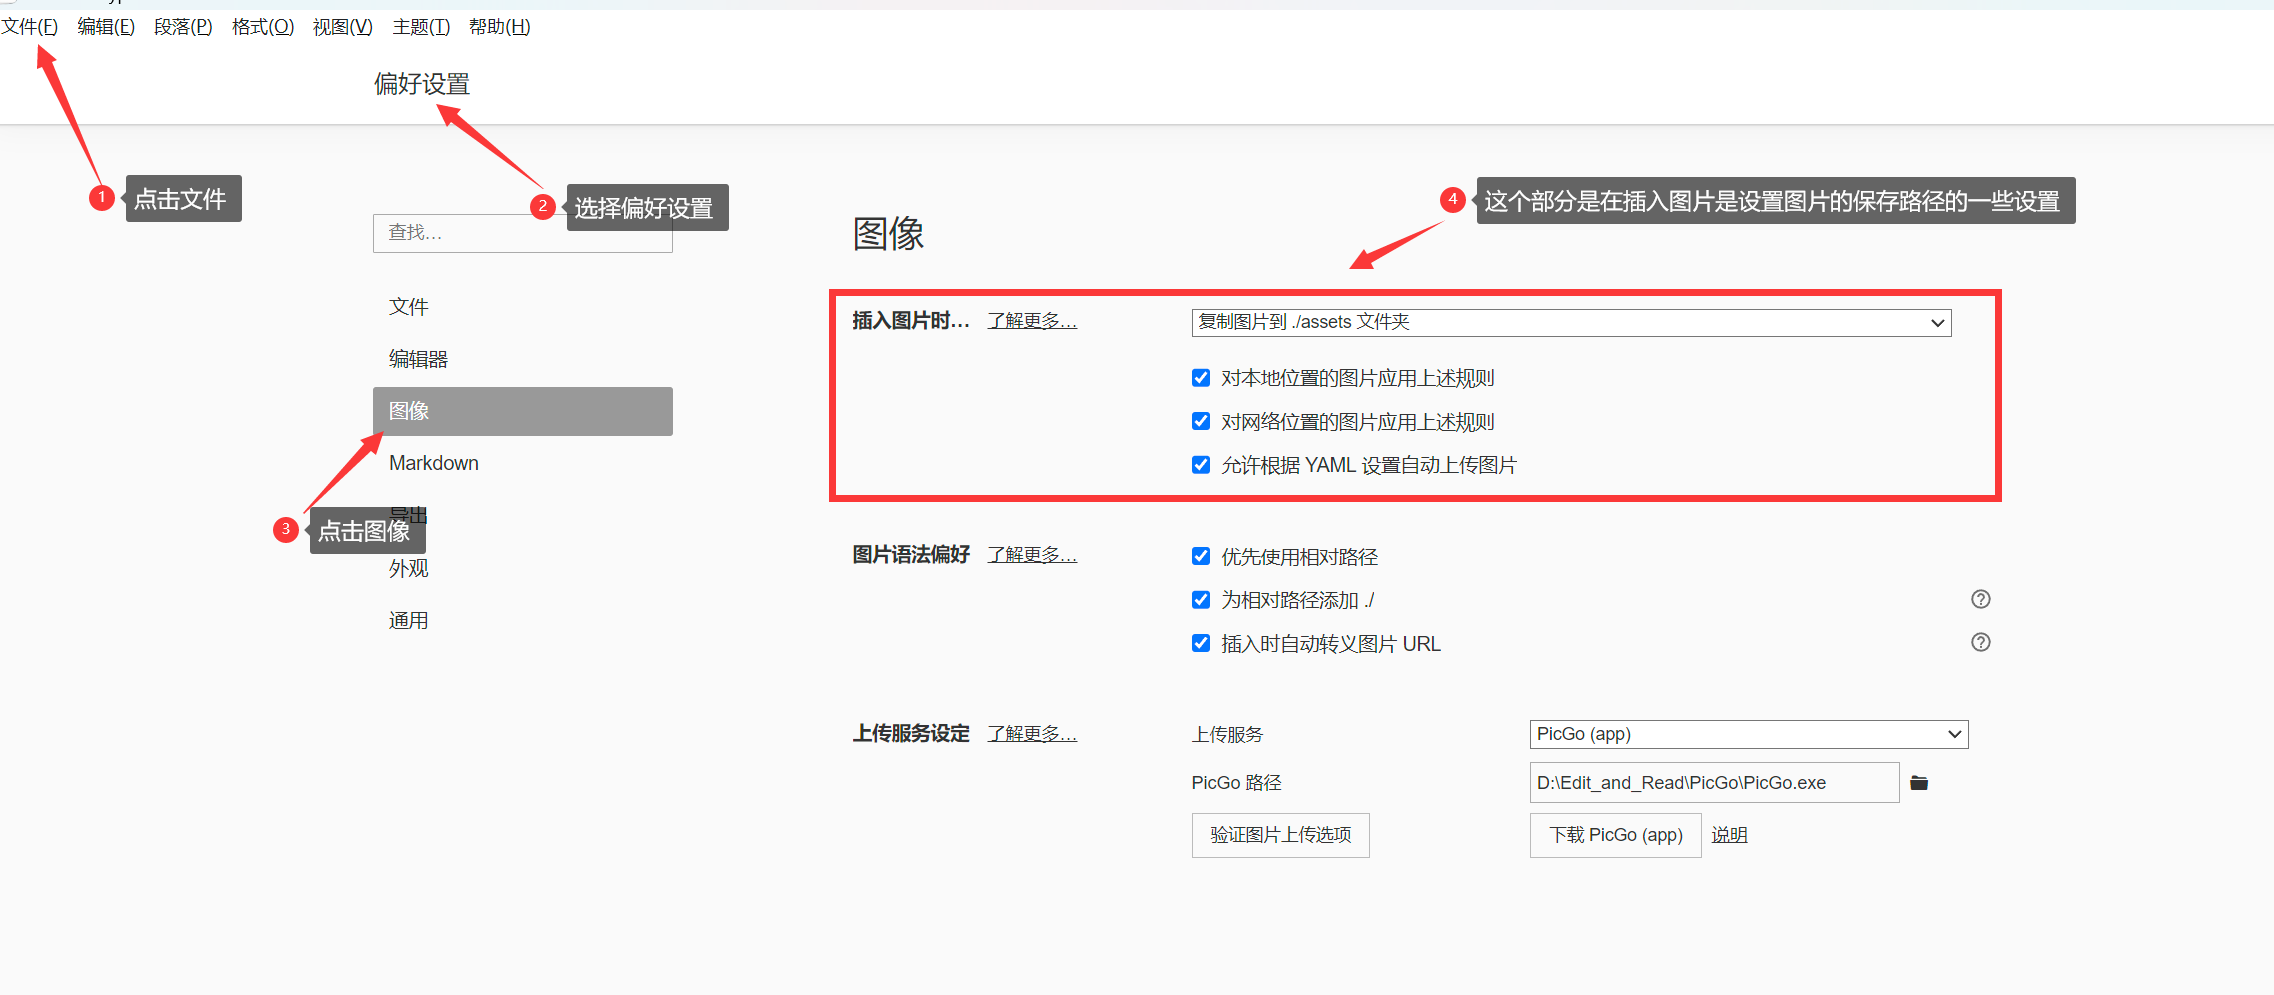 文件(F) 编辑(E) 段落(P) 格式(O) 视图(V) 主题(T) 帮助(H)
偏好设置
1 点击文件
2 选择偏好设置
4 这个部分是在插入图片是设置图片的保存路径的一些设置
查找...
图像
文件
编辑器
图像
Markdown
导出
3 点击图像
外观
通用
插入图片时... 了解更多... 复制图片到 ./assets 文件夹
对本地位置的图片应用上述规则
对网络位置的图片应用上述规则
允许根据 YAML 设置自动上传图片
图片语法偏好 了解更多... 优先使用相对路径
为相对路径添加 ./ ?
插入时自动转义图片 URL ?
上传服务设定 了解更多... 上传服务 PicGo (app)
PicGo 路径 D:\Edit_and_Read\PicGo\PicGo.exe
验证图片上传选项 下载 PicGo (app) 说明